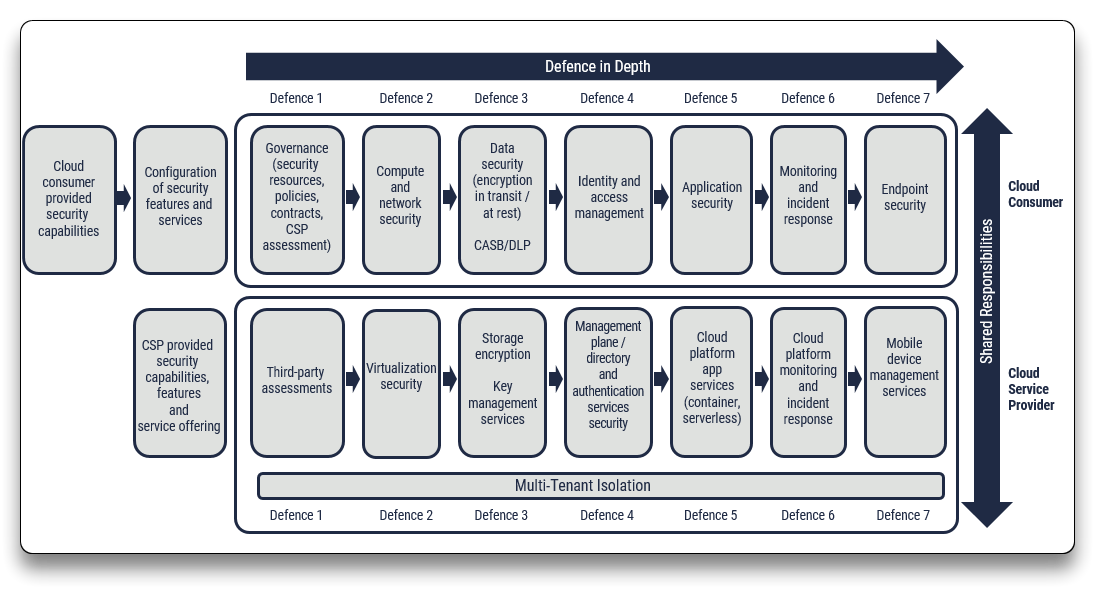 Defence in Depth
Defence 1
Defence 2
Defence 3
Defence 4
Defence 5
Defence 6
Defence 7
Cloud
consumer
provided
security
capabilities
Configuration
of security
features and
services
Governance
(security
resources,
policies,
contracts,
CSP
assessment)
Compute
and
network
security
Data
security
(encryption
in transit /
at rest)
CASB/DLP
Identity and
access
management
Application
security
Monitoring
and
incident
response
Endpoint
security
Cloud
Consumer
Shared Responsibilities
CSP provided
security
capabilities,
features
and
service offering
Third-party
assessments
Virtualization
security
Storage
encryption
Key
management
services
Management
plane /
directory
and
authentication
services
security
Cloud
platform
app
services
(container,
serverless)
Cloud
platform
monitoring
and
incident
response
Mobile
device
management
services
Cloud
Service
Provider
Multi-Tenant Isolation
Defence 1
Defence 2
Defence 3
Defence 4
Defence 5
Defence 6
Defence 7